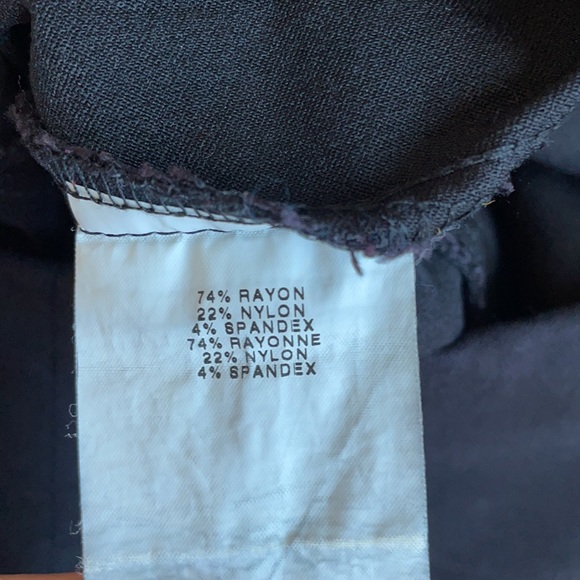 74% RAYON
22% NYLON
4% SPANDEX
74% RAYONNE
22% NYLON
4% SPANDEX